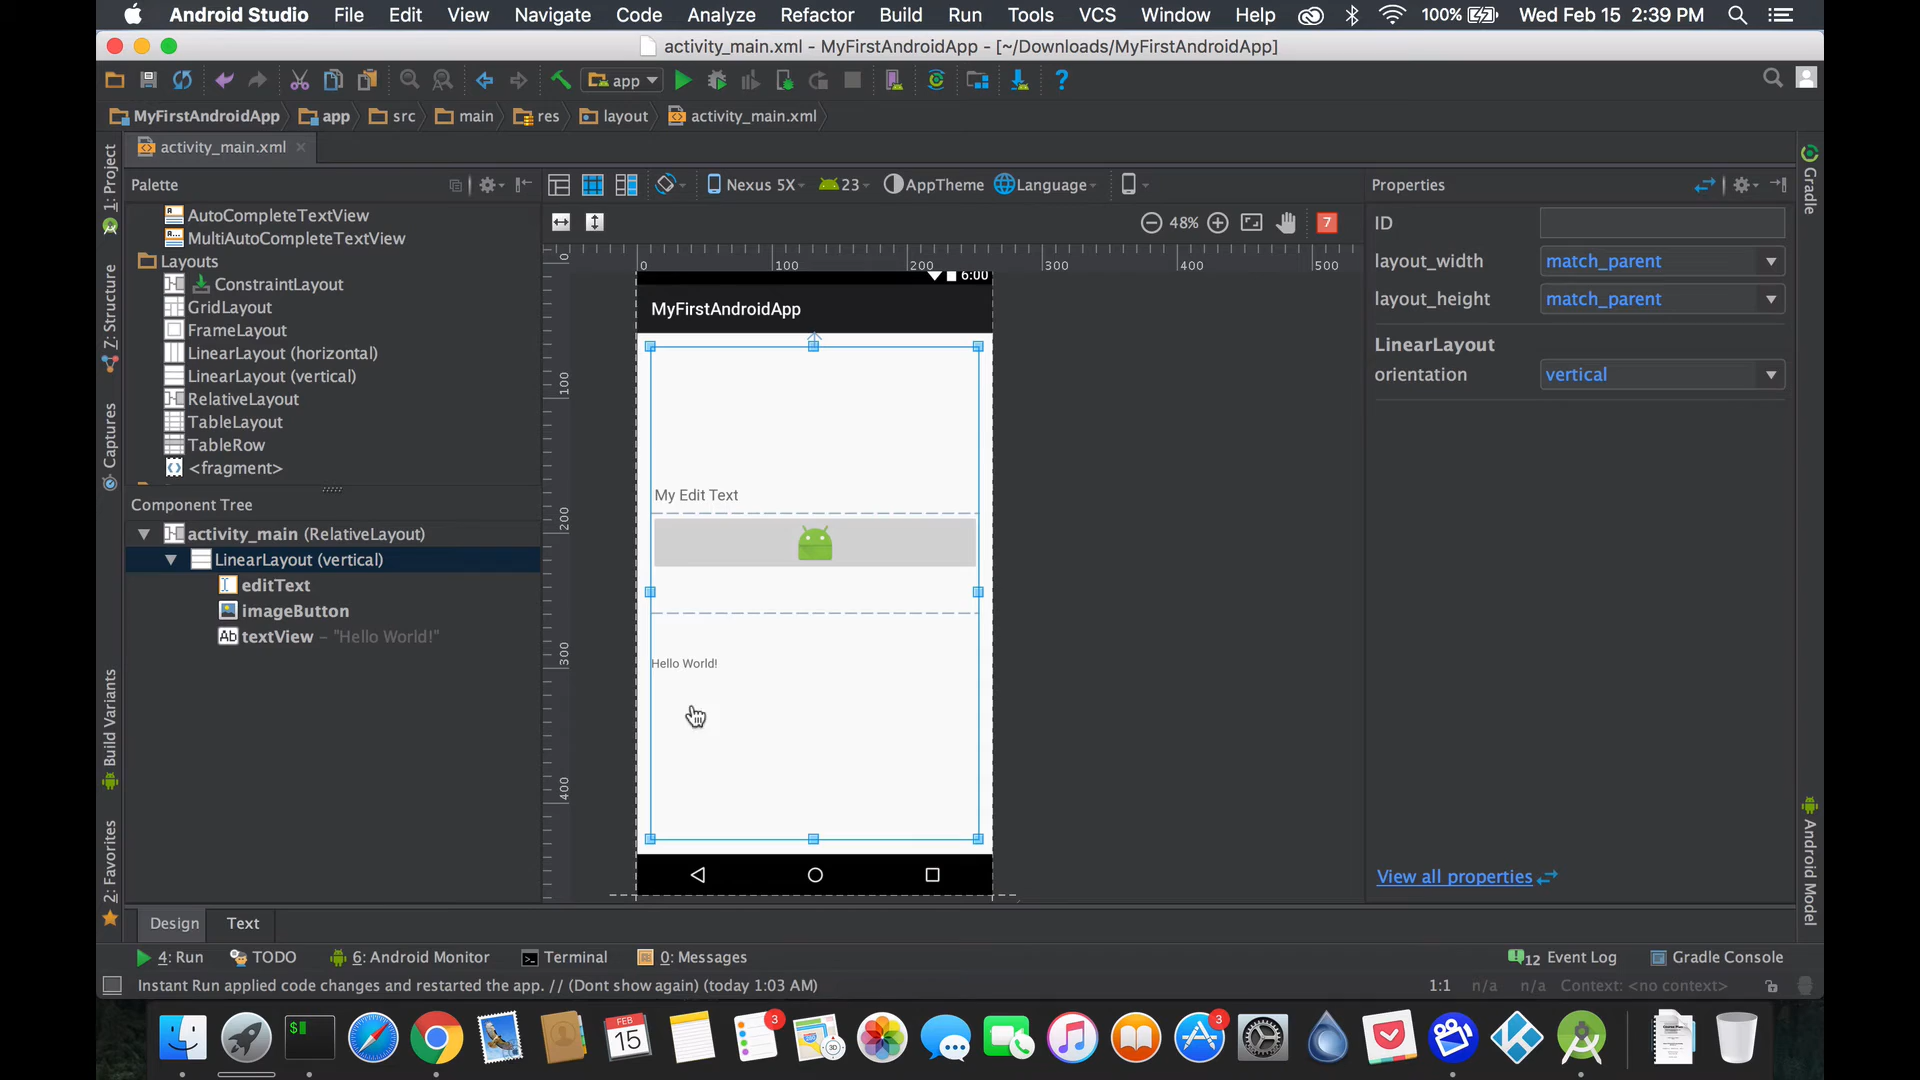 Android Studio File Edit View Navigate Code Analyze Refactor Build Run Tools VCS Window Help 100% Wed Feb 15 2:39 PM
activity_main.xml - MyFirstAndroidApp - [~/Downloads/MyFirstAndroidApp]
app
MyFirstAndroidApp app src main res layout activity_main.xml
activity_main.xml
Palette
AutoCompleteTextView
MultiAutoCompleteTextView
Layouts
ConstraintLayout
GridLayout
FrameLayout
LinearLayout (horizontal)
LinearLayout (vertical)
RelativeLayout
TableLayout
TableRow
<fragment>
Component Tree
activity_main (RelativeLayout)
LinearLayout (vertical)
editText
imageButton
Ab textView - "Hello World!"
1: Project
7: Structure
Captures
Build Variants
2: Favorites
Nexus 5X 23 AppTheme Language
48% 7
0 100 200 300 400 500
0
100
200
300
400
6:00
MyFirstAndroidApp
My Edit Text
Hello World!
Properties
ID
layout_width match_parent
layout_height match_parent
LinearLayout
orientation vertical
View all properties
Gradle
Android Model
Design Text
4: Run TODO 6: Android Monitor Terminal 0: Messages 12 Event Log Gradle Console
Instant Run applied code changes and restarted the app. // (Dont show again) (today 1:03 AM) 1:1 n/a n/a Context: <no context>
$
FEB
15
3
3D
3